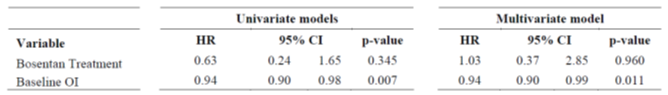 Univariate models Multivariate model
Variable HR 95% CI p-value HR 95% CI p-value
Bosentan Treatment 0.63 0.24 1.65 0.345 1.03 0.37 2.85 0.960
Baseline OI 0.94 0.90 0.98 0.007 0.94 0.90 0.99 0.011